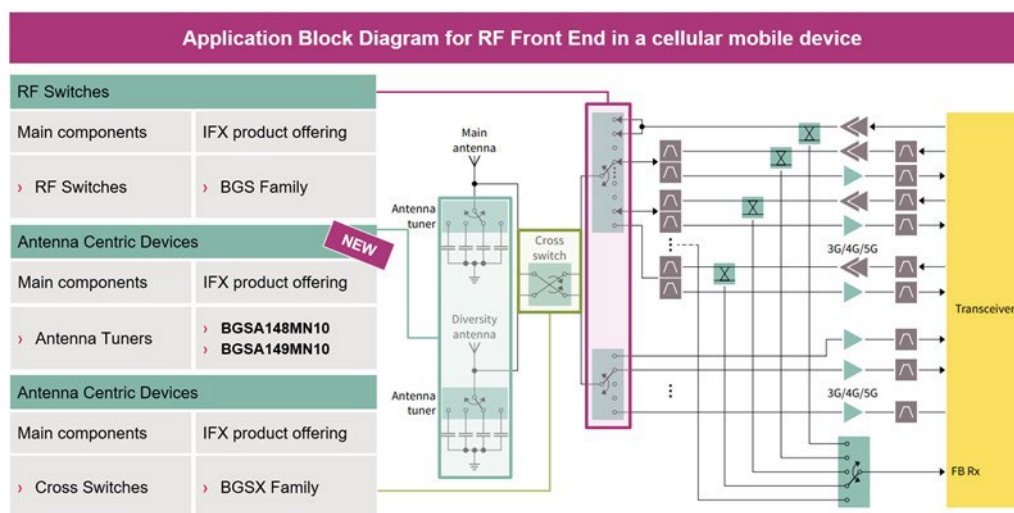 Application Block Diagram for RF Front End in a cellular mobile device
RF Switches
Main components
IFX product offering
› RF Switches
› BGS Family
Antenna Centric Devices
NEW
Main components
IFX product offering
› Antenna Tuners
› BGSA148MN10
› BGSA149MN10
Antenna Centric Devices
Main components
IFX product offering
› Cross Switches
› BGSX Family
Main
antenna
Antenna
tuner
Cross
switch
Diversity
antenna
Antenna
tuner
3G/4G/5G
3G/4G/5G
Transceiver
FB Rx